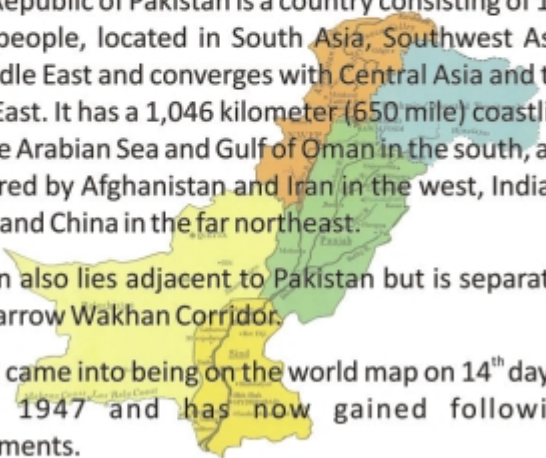 Republic of Pakistan is a country consisting of 1
people, located in South Asia, Southwest As
dle East and converges with Central Asia and t
East. It has a 1,046 kilometer (650 mile) coastli
e Arabian Sea and Gulf of Oman in the south, a
red by Afghanistan and Iran in the west, India
and China in the far northeast.
n also lies adjacent to Pakistan but is separat
arrow Wakhan Corridor.
came into being on the world map on 14th day
1947 and has now gained followi
ments.
Punjab
Sind